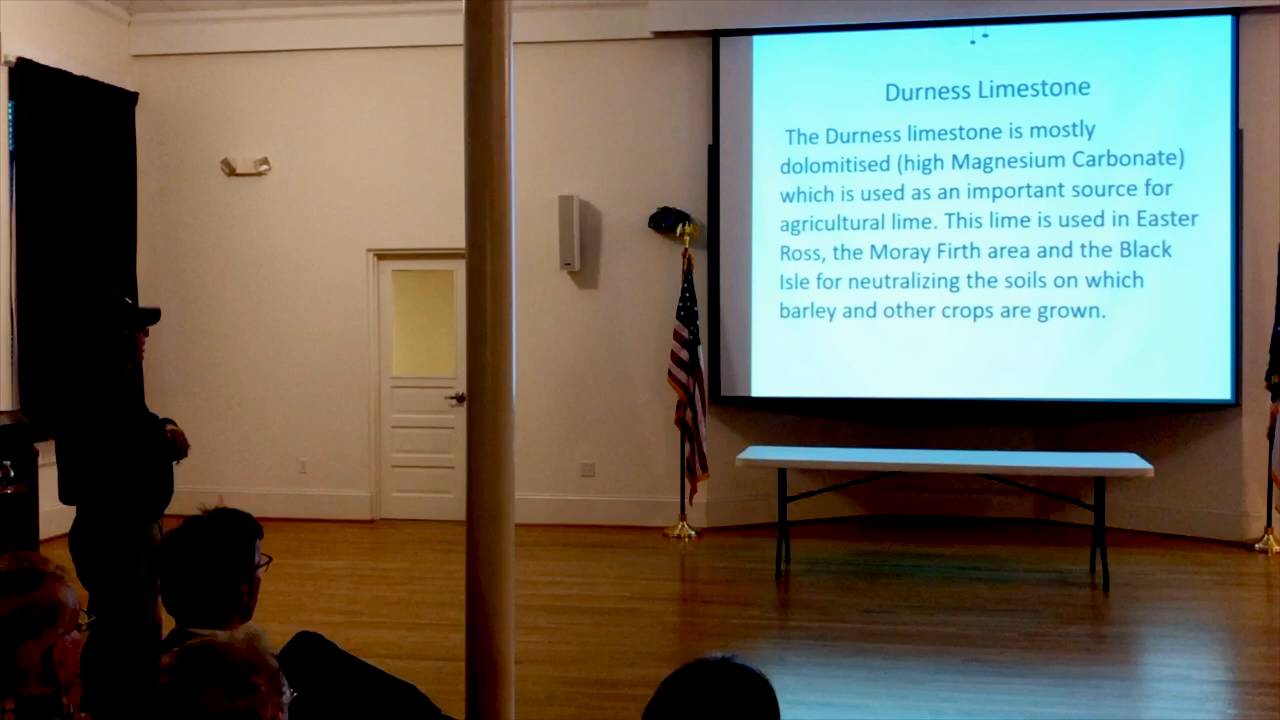 Durness Limestone
The Durness limestone is mostly
dolomitised (high Magnesium Carbonate)
which is used as an important source for
agricultural lime. This lime is used in Easter
Ross, the Moray Firth area and the Black
Isle for neutralizing the soils on which
barley and other crops are grown.